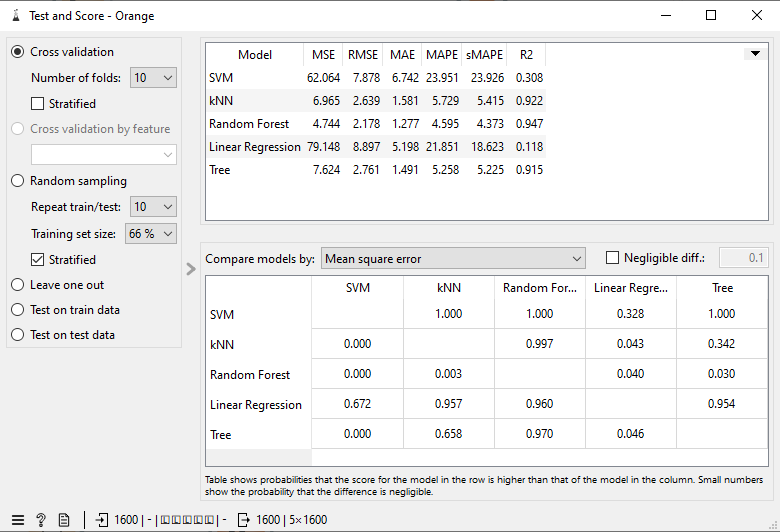 Test and Score - Orange
Cross validation
Number of folds: 10
Stratified
Cross validation by feature
Random sampling
Repeat train/test: 10
Training set size: 66 %
Stratified
Leave one out
Test on train data
Test on test data
Model MSE RMSE MAE MAPE sMAPE R2
SVM 62.064 7.878 6.742 23.951 23.926 0.308
kNN 6.965 2.639 1.581 5.729 5.415 0.922
Random Forest 4.744 2.178 1.277 4.595 4.373 0.947
Linear Regression 79.148 8.897 5.198 21.851 18.623 0.118
Tree 7.624 2.761 1.491 5.258 5.225 0.915
Compare models by: Mean square error Negligible diff.: 0.1
SVM kNN Random For... Linear Regre... Tree
SVM 1.000 1.000 0.328 1.000
kNN 0.000 0.997 0.043 0.342
Random Forest 0.000 0.003 0.040 0.030
Linear Regression 0.672 0.957 0.960 0.954
Tree 0.000 0.658 0.970 0.046
Table shows probabilities that the score for the model in the row is higher than that of the model in the column. Small numbers
show the probability that the difference is negligible.
1600 | - | - 1600 | 5×1600